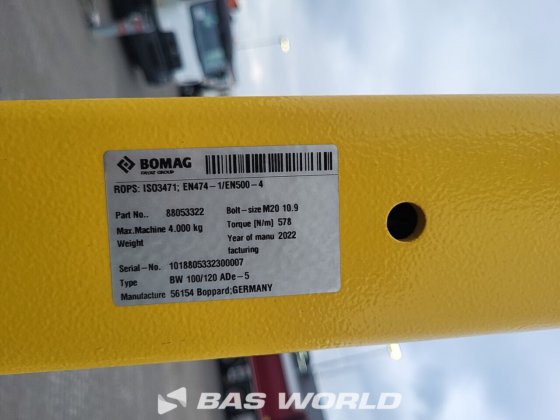 BOMAG
FAYAT GROUP
ROPS: ISO3471; EN474-1/EN500-4
Part No.. 88053322 Bolt-size M20 10.9
Max.Machine 4.000 kg Torque [N/m] 578
Weight Year of manu 2022
facturing
Serial-No. 1018805332300007
Type BW 100/120 ADe-5
Manufacture 56154 Boppard;GERMANY
BAS WORLD